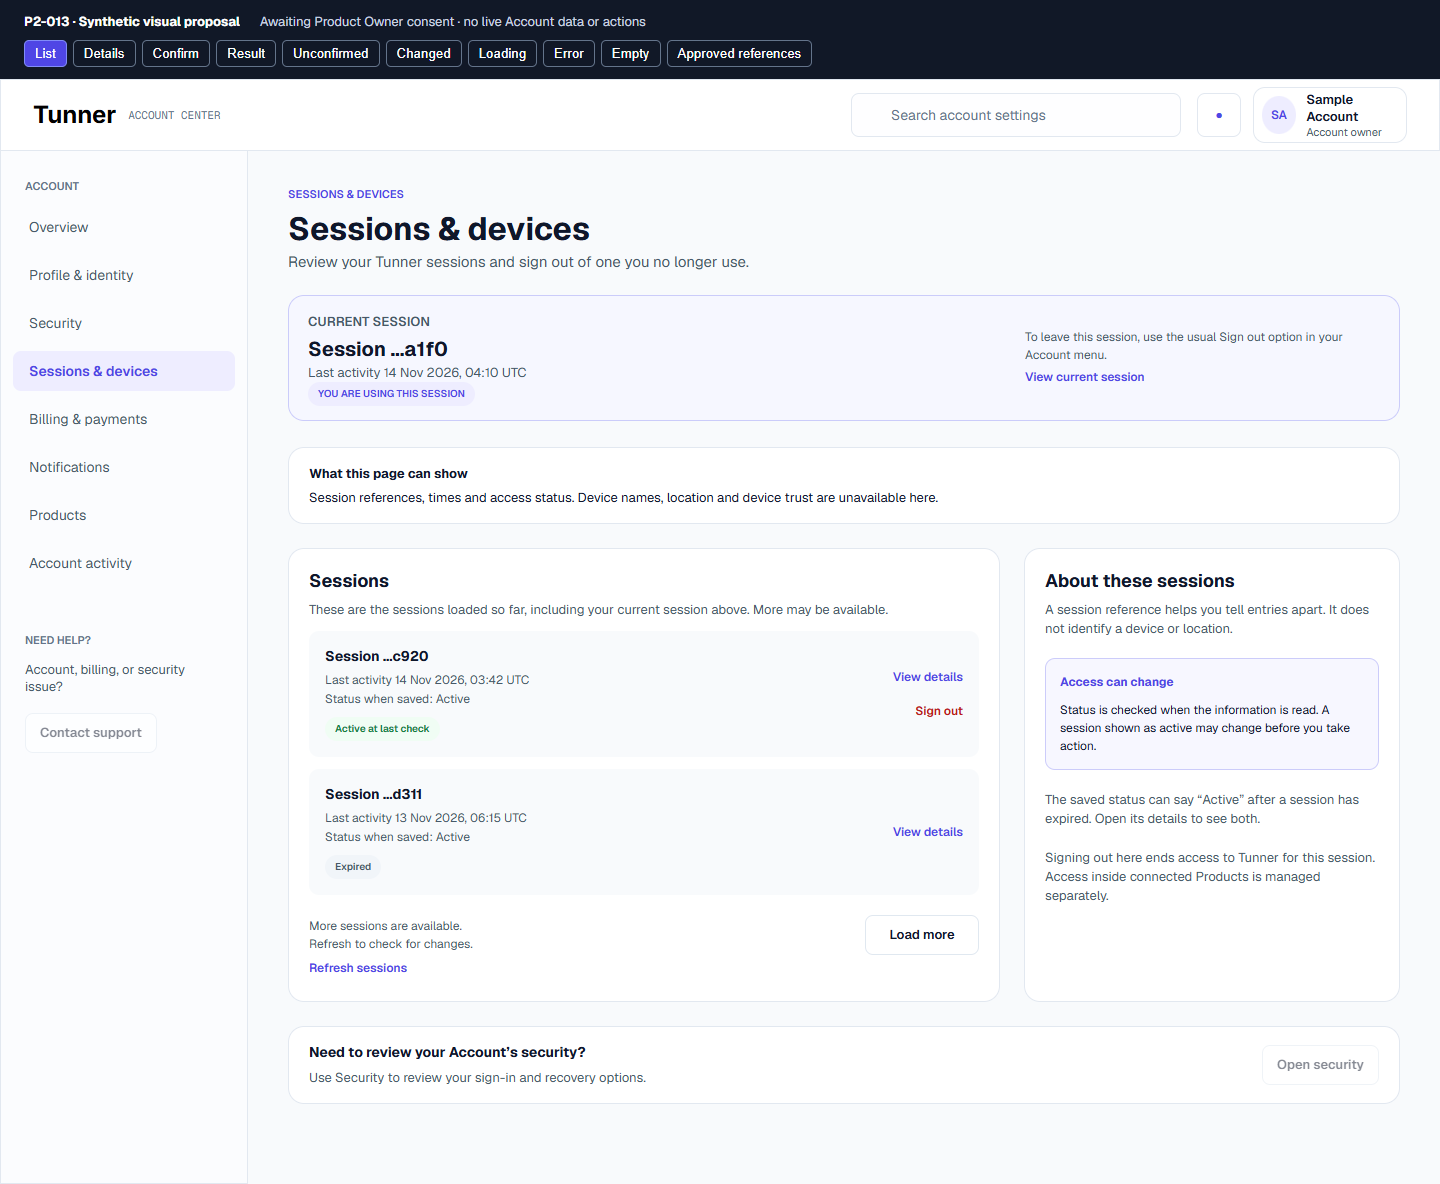 P2-013 · Synthetic visual proposal
Awaiting Product Owner consent · no live Account data or actions
List
Details
Confirm
Result
Unconfirmed
Changed
Loading
Error
Empty
Approved references
Tunner
ACCOUNT CENTER
Search account settings
SA
Sample
Account
Account owner
ACCOUNT
Overview
Profile & identity
Security
Sessions & devices
Billing & payments
Notifications
Products
Account activity
NEED HELP?
Account, billing, or security
issue?
Contact support
SESSIONS & DEVICES
Sessions & devices
Review your Tunner sessions and sign out of one you no longer use.
CURRENT SESSION
Session …a1f0
Last activity 14 Nov 2026, 04:10 UTC
YOU ARE USING THIS SESSION
To leave this session, use the usual Sign out option in your
Account menu.
View current session
What this page can show
Session references, times and access status. Device names, location and device trust are unavailable here.
Sessions
These are the sessions loaded so far, including your current session above. More may be available.
Session …c920
Last activity 14 Nov 2026, 03:42 UTC
Status when saved: Active
Active at last check
View details
Sign out
Session …d311
Last activity 13 Nov 2026, 06:15 UTC
Status when saved: Active
Expired
View details
More sessions are available.
Refresh to check for changes.
Refresh sessions
Load more
About these sessions
A session reference helps you tell entries apart. It does
not identify a device or location.
Access can change
Status is checked when the information is read. A
session shown as active may change before you take
action.
The saved status can say “Active” after a session has
expired. Open its details to see both.
Signing out here ends access to Tunner for this session.
Access inside connected Products is managed
separately.
Need to review your Account’s security?
Use Security to review your sign-in and recovery options.
Open security